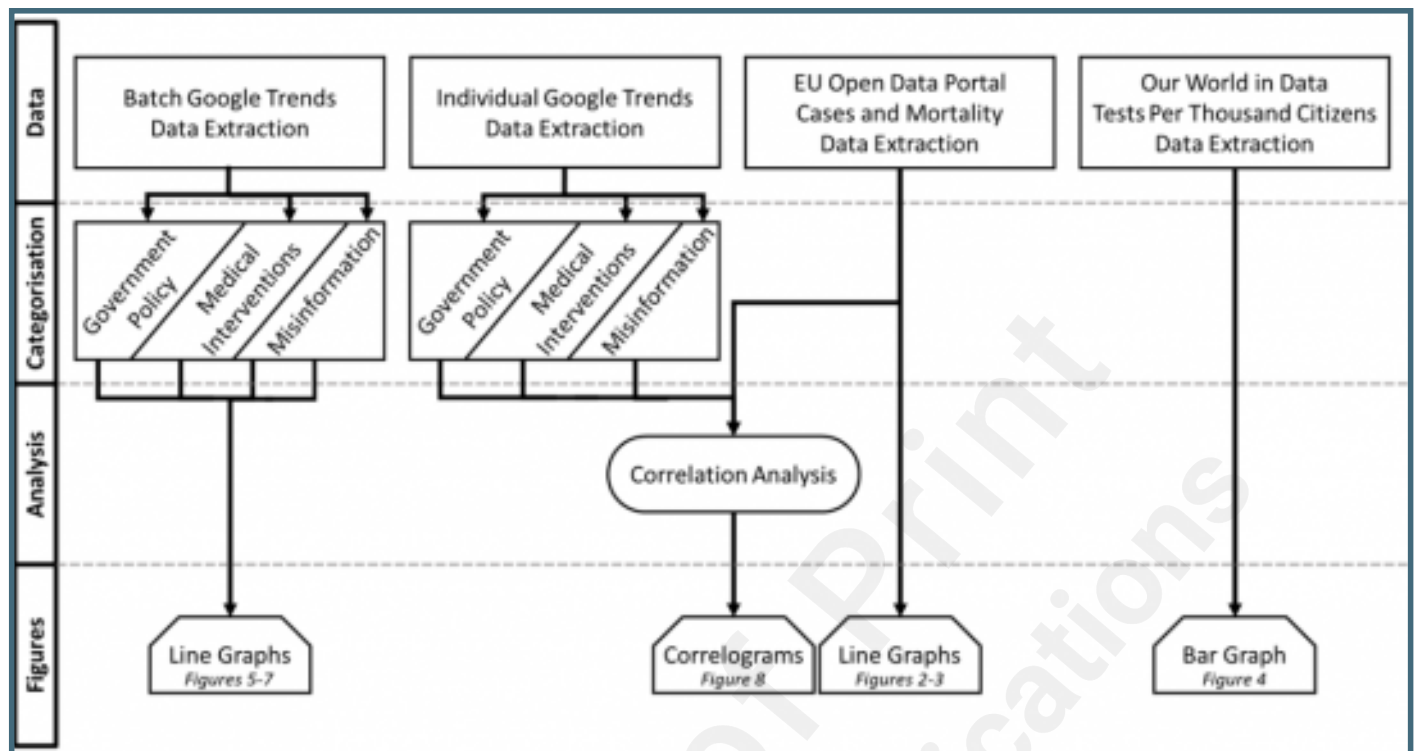 Data
Batch Google Trends
Data Extraction
Individual Google Trends
Data Extraction
EU Open Data Portal
Cases and Mortality
Data Extraction
Our World in Data
Tests Per Thousand Citizens
Data Extraction
Categorisation
Government
Policy
Medical
Interventions
Misinformation
Government
Policy
Medical
Interventions
Misinformation
Analysis
Correlation Analysis
Figures
Line Graphs
Figures 5-7
Correlograms
Figure 8
Line Graphs
Figures 2-3
Bar Graph
Figure 4
of Print